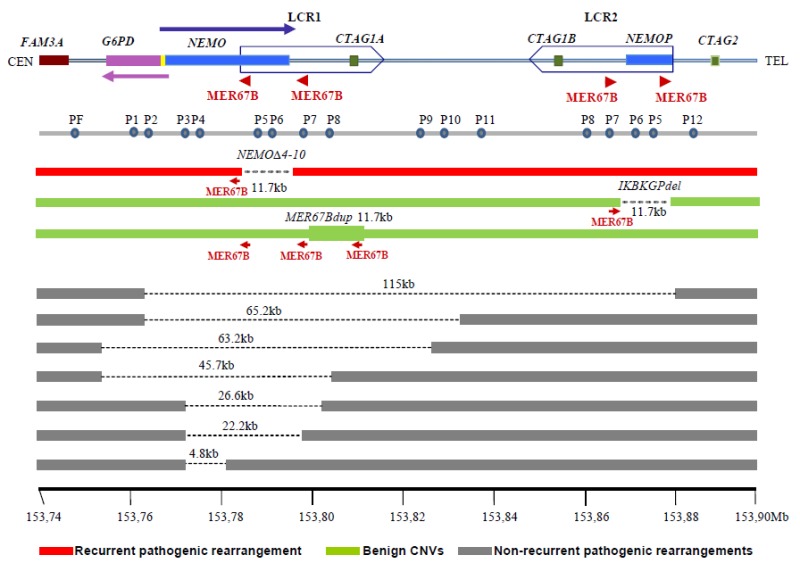 LCR1 LCR2
FAM3A G6PD NEMO CTAG1A CTAG1B NEMOP CTAG2
CEN TEL
MER67B MER67B MER67B MER67B
PF P1 P2 P3 P4 P5 P6 P7 P8 P9 P10 P11 P8 P7 P6 P5 P12
NEMOΔ4-10
MER67B 11.7kb IKBKGPdel
MER67Bdup 11.7kb MER67B 11.7kb
MER67B MER67B MER67B
115kb
65.2kb
63.2kb
45.7kb
26.6kb
22.2kb
4.8kb
153,74 153,76 153,78 153,80 153,82 153,84 153,86 153,88 153,90Mb
Recurrent pathogenic rearrangement Benign CNVs Non-recurrent pathogenic rearrangements